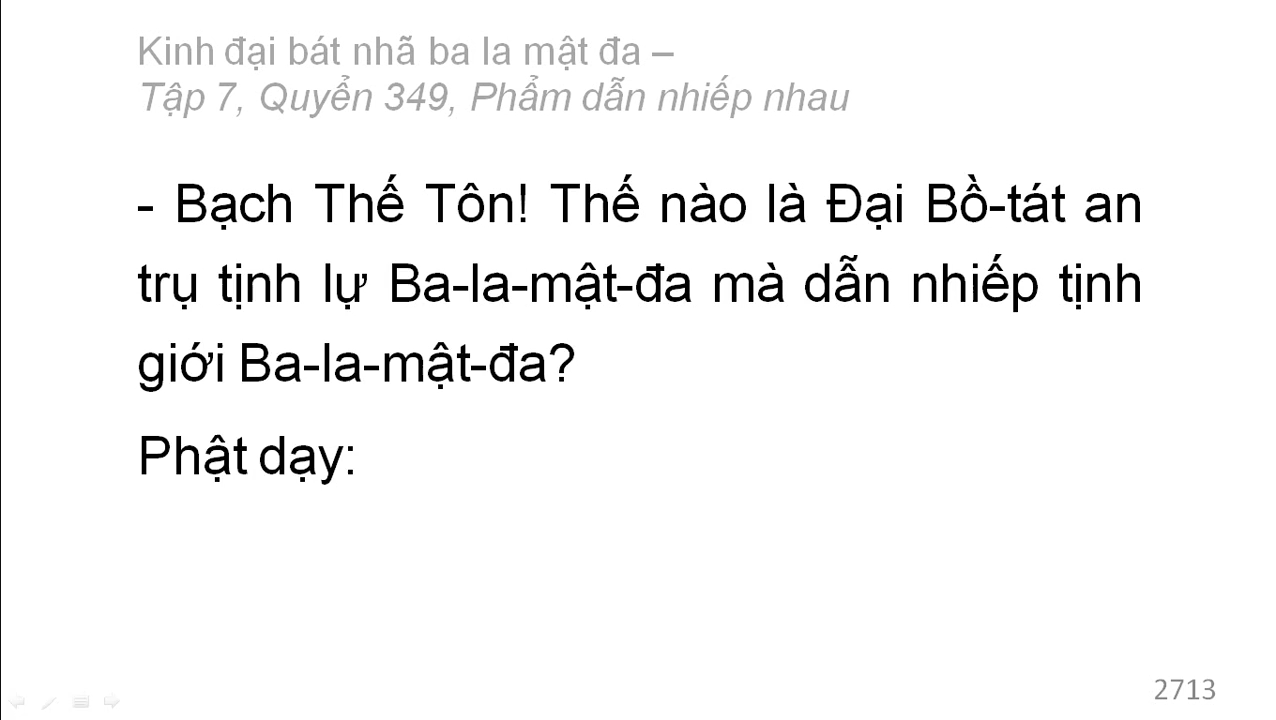 Kinh đại bát nhã ba la mật đa –
Tập 7, Quyển 349, Phẩm dẫn nhiếp nhau
- Bạch Thế Tôn! Thế nào là Đại Bồ-tát an
trụ tịnh lự Ba-la-mật-đa mà dẫn nhiếp tịnh
giới Ba-la-mật-đa?
Phật dạy:
2713